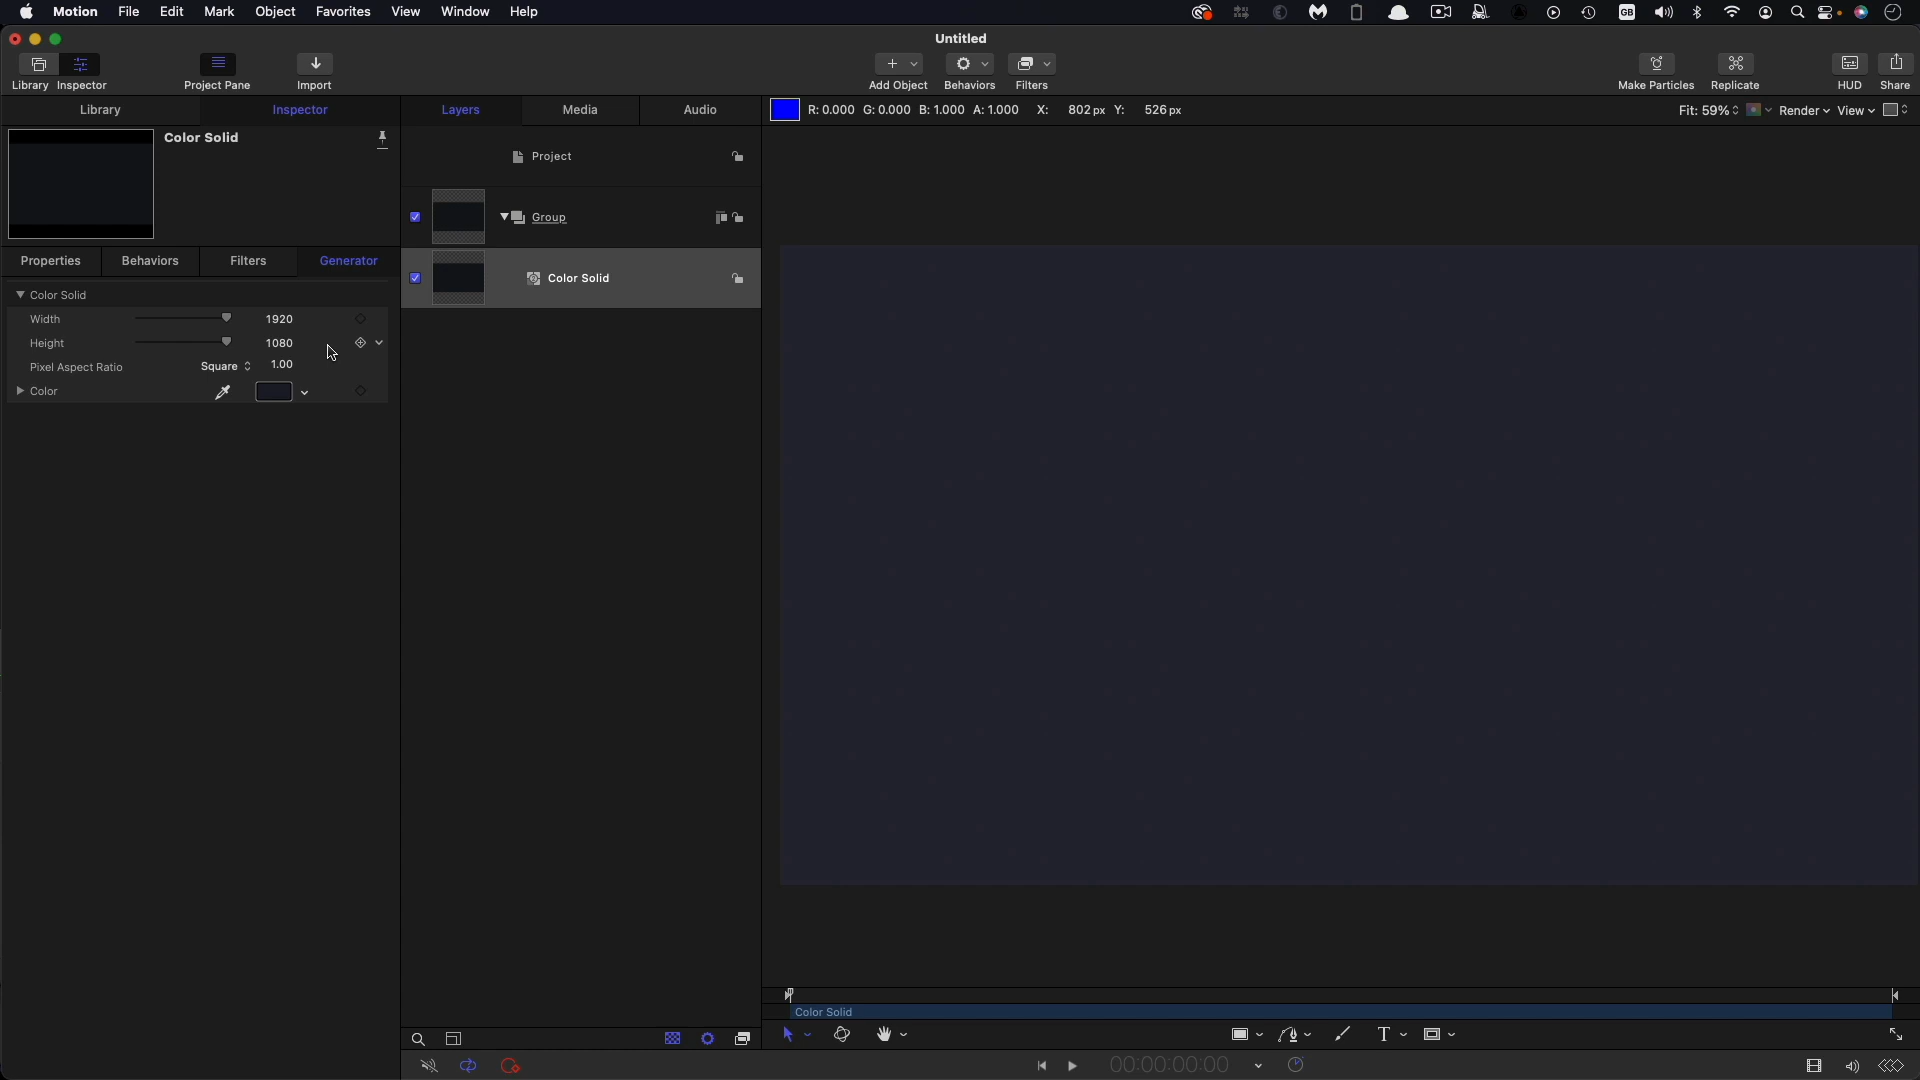 Motion File Edit Mark Object Favorites View Window Help GB
Untitled
Library Inspector Project Pane Import Add Object Behaviors Filters Make Particles Replicate HUD Share
Library Inspector Layers Media Audio R: 0.000 G: 0.000 B: 1.000 A: 1.000 X: 802 px Y: 526 px Fit: 59% Render View
Color Solid
Project
Group
Properties Behaviors Filters Generator
Color Solid
Color Solid
Width 1920
Height 1080
Pixel Aspect Ratio Square 1.00
Color
Color Solid
T
00:00:00:00